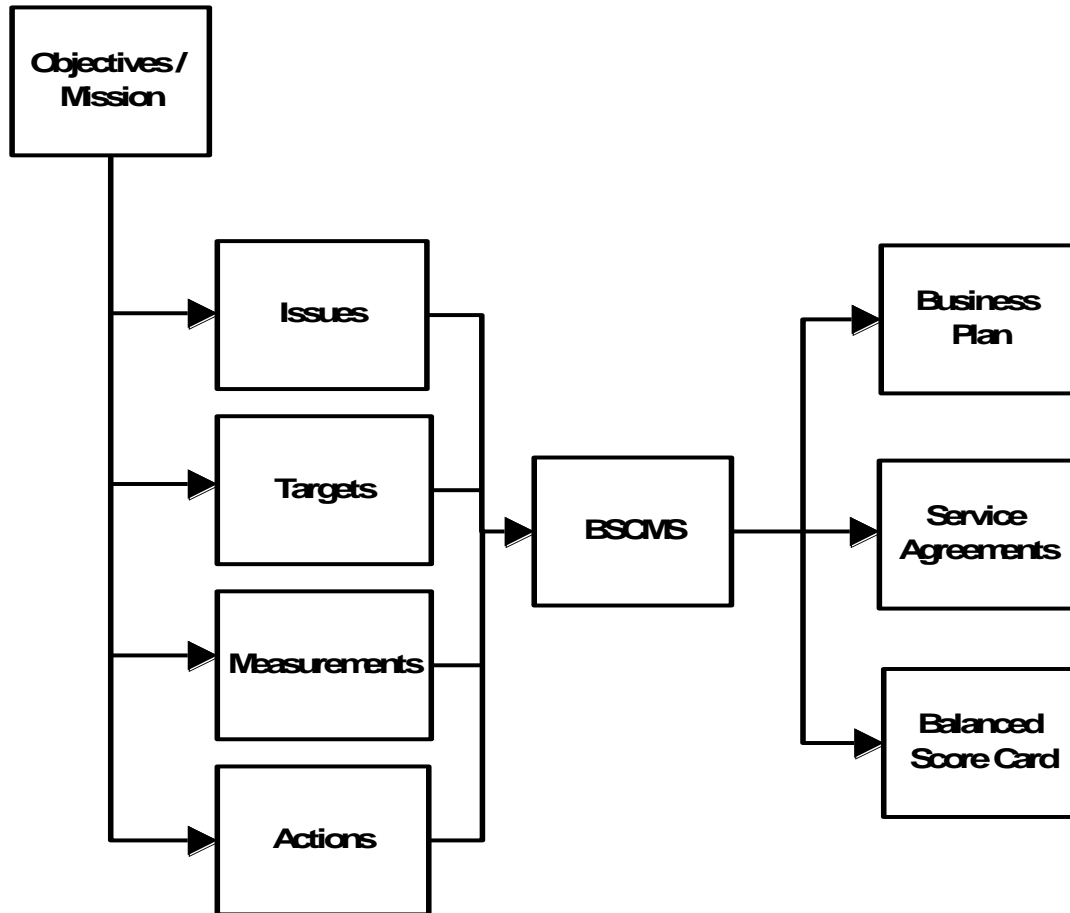 Objectives /
Mission
Issues
Targets
Measurements
Actions
BSCMS
Business
Plan
Service
Agreements
Balanced
Score Card